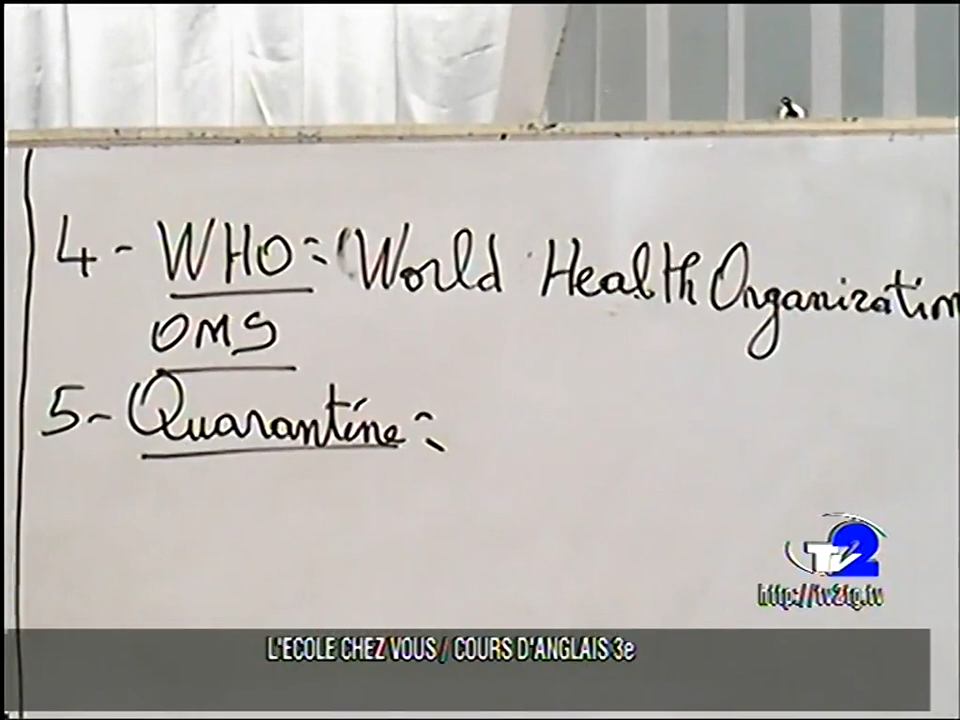 4- WHO: World Health Organization
OMS
5- Quarantine:
TV2
http://tv2tg.tv
L'ECOLE CHEZ VOUS / COURS D'ANGLAIS 3e